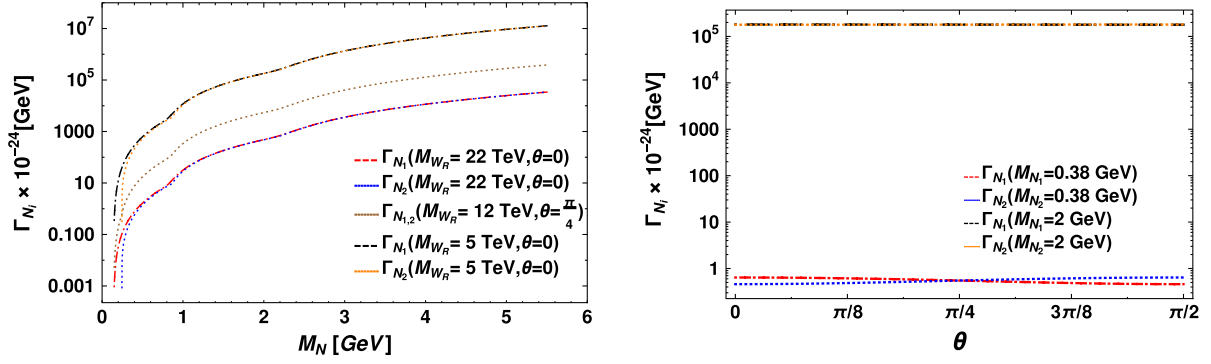 Γ_{N_i} × 10^{-24}[GeV]
10^7
10^5
1000
10
0.100
0.001
0 1 2 3 4 5 6
M_N [GeV]
Γ_{N_1}(M_{W_R}= 22 TeV,θ=0)
Γ_{N_2}(M_{W_R}= 22 TeV,θ=0)
Γ_{N_{1,2}}(M_{W_R}= 12 TeV,θ=π/4)
Γ_{N_1}(M_{W_R}= 5 TeV,θ=0)
Γ_{N_2}(M_{W_R}= 5 TeV,θ=0)
Γ_{N_i} × 10^{-24}[GeV]
10^5
10^4
1000
100
10
1
0 π/8 π/4 3π/8 π/2
θ
Γ_{N_1}(M_{N_1}=0.38 GeV)
Γ_{N_2}(M_{N_2}=0.38 GeV)
Γ_{N_1}(M_{N_1}=2 GeV)
Γ_{N_2}(M_{N_2}=2 GeV)